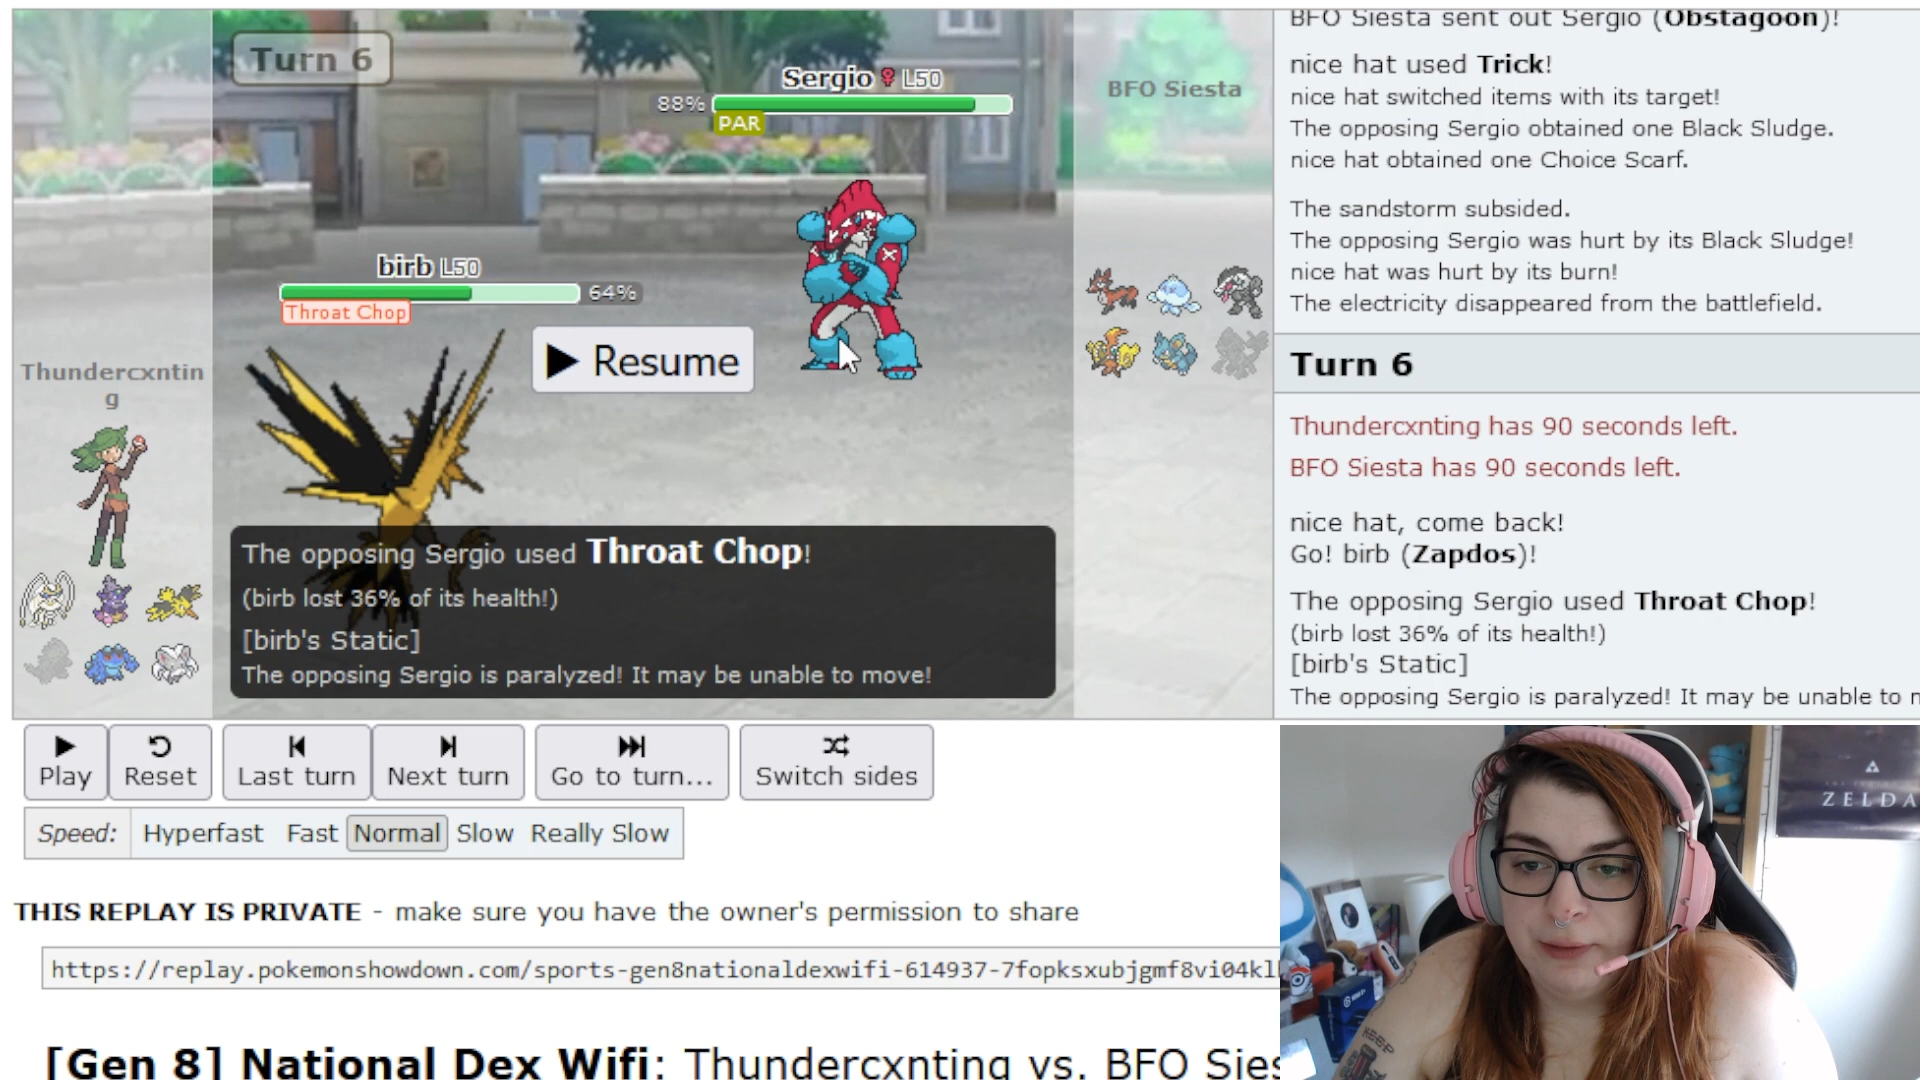 Turn 6
Sergio ♀ L50
88%
PAR
birb L50
64%
Throat Chop
Resume
Thundercxntin
g
BFO Siesta
The opposing Sergio used Throat Chop!
(birb lost 36% of its health!)
[birb's Static]
The opposing Sergio is paralyzed! It may be unable to move!
BFO Siesta sent out Sergio (Obstagoon)!
nice hat used Trick!
nice hat switched items with its target!
The opposing Sergio obtained one Black Sludge.
nice hat obtained one Choice Scarf.
The sandstorm subsided.
The opposing Sergio was hurt by its Black Sludge!
nice hat was hurt by its burn!
The electricity disappeared from the battlefield.
Turn 6
Thundercxnting has 90 seconds left.
BFO Siesta has 90 seconds left.
nice hat, come back!
Go! birb (Zapdos)!
The opposing Sergio used Throat Chop!
(birb lost 36% of its health!)
[birb's Static]
The opposing Sergio is paralyzed! It may be unable to
Play
Reset
Last turn
Next turn
Go to turn...
Switch sides
Speed: Hyperfast Fast Normal Slow Really Slow
THIS REPLAY IS PRIVATE - make sure you have the owner's permission to share
https://replay.pokemonshowdown.com/sports-gen8nationaldexwifi-614937-7fopksxubjgmf8vi04kl
[Gen 8] National Dex Wifi: Thundercxnting vs. BFO Sies
ZELDA
KEEP